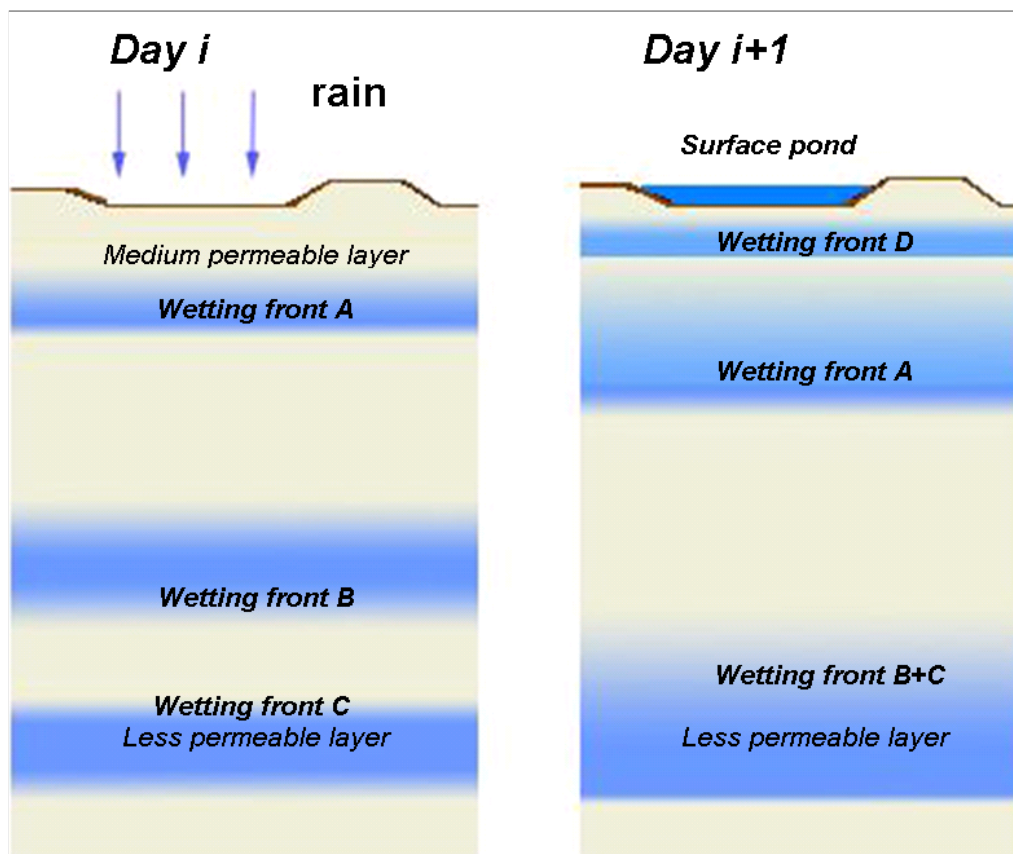 Day i
rain
Medium permeable layer
Wetting front A
Wetting front B
Wetting front C
Less permeable layer
Day i+1
Surface pond
Wetting front D
Wetting front A
Wetting front B+C
Less permeable layer